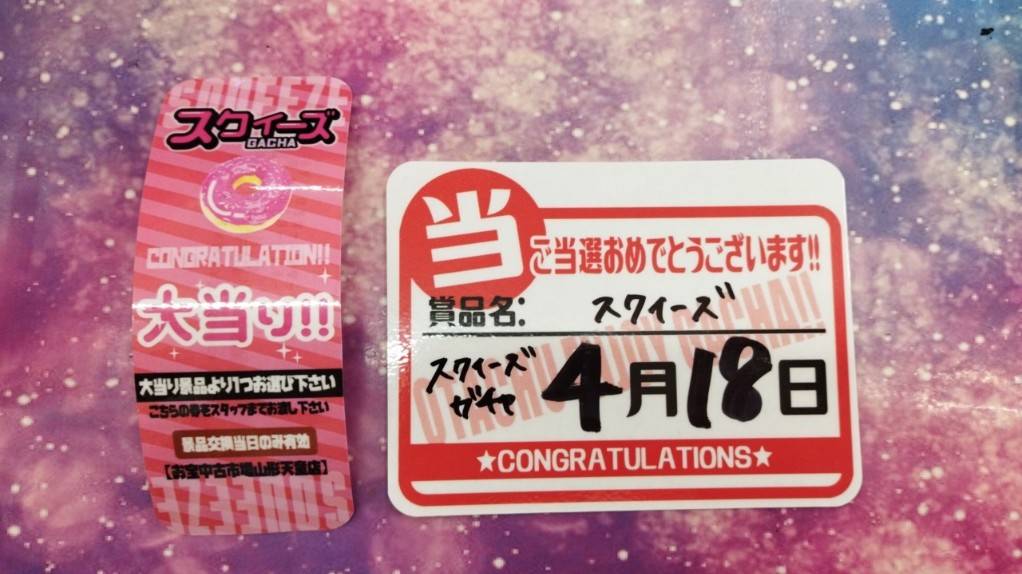 SQUEEZE
スクィーズ
GACHA
CONGRATULATION!!
大当り!!
大当り景品より1つお選び下さい
こちらの券をスタッフまでお渡し下さい
景品交換当日のみ有効
【お宝中古市場山形天童店】
SQUEEZE
当
ご当選おめでとうございます!!
賞品名: スクイーズ
スクイーズ
ガチャ
4月18日
★CONGRATULATIONS★